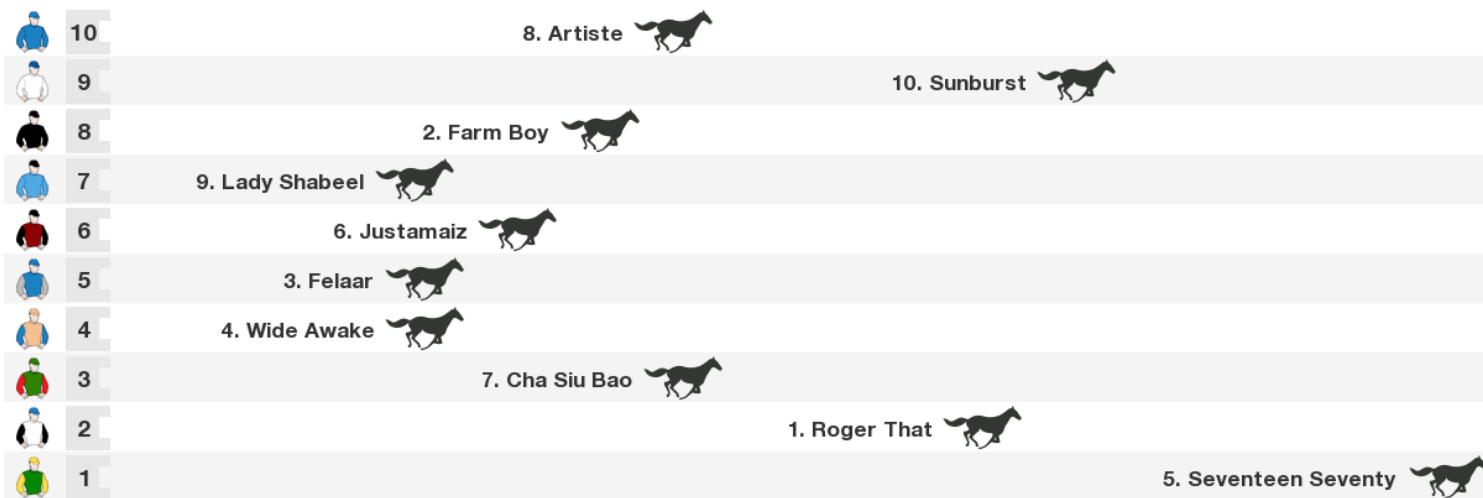 10 8. Artiste
9 10. Sunburst
8 2. Farm Boy
7 9. Lady Shabeel
6 6. Justamaiz
5 3. Felaar
4 4. Wide Awake
3 7. Cha Siu Bao
2 1. Roger That
1 5. Seventeen Seventy